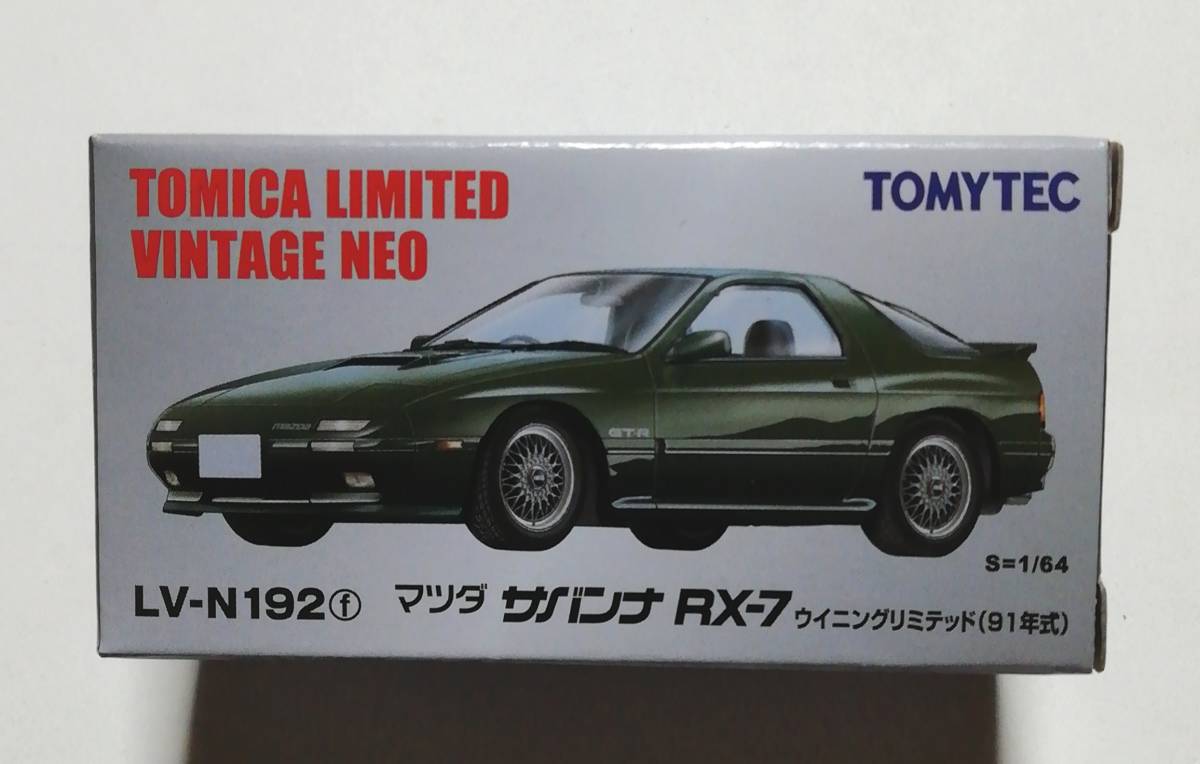 TOMICA LIMITED
VINTAGE NEO
TOMYTEC
mazda
GT-R
S=1/64
LV-N192ⓕ マツダ サバンナ RX-7 ウイニングリミテッド(91年式)